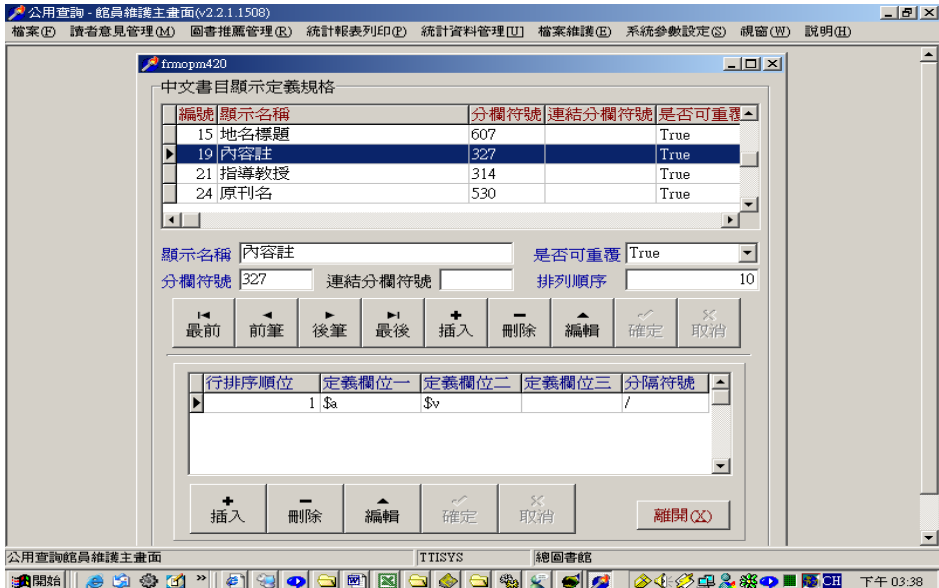 公用查詢 - 館員維護主畫面(v2.2.1.1508)
檔案(F) 讀者意見管理(M) 圖書推薦管理(R) 統計報表列印(P) 統計資料管理[U] 檔案維護(E) 系統參數設定(S) 視窗(W) 說明(H)
frmopm420
中文書目顯示定義規格
編號 顯示名稱 分欄符號 連結分欄符號 是否可重覆
15 地名標題 607 True
19 內容註 327 True
21 指導教授 314 True
24 原刊名 530 True
顯示名稱 內容註 是否可重覆 True
分欄符號 327 連結分欄符號 排列順序 10
最前 前筆 後筆 最後 插入 刪除 編輯 確定 取消
行排序順位 定義欄位一 定義欄位二 定義欄位三 分隔符號
1 $a $v /
插入 刪除 編輯 確定 取消 離開(X)
公用查詢館員維護主畫面 TTISYS 總圖書館
開始 » CH 下午 03:38